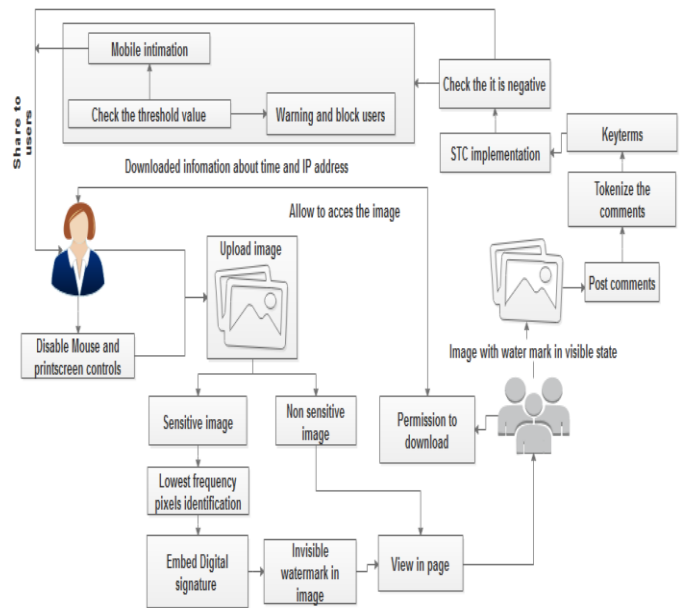 Mobile intimation
Check the threshold value
Warning and block users
Check the it is negative
STC implementation
Keyterms
Tokenize the
comments
Post comments
Share to
users
Downloaded infomation about time and IP address
Allow to acces the image
Upload image
Disable Mouse and
printscreen controls
Image with water mark in visible state
Sensitive image
Non sensitive
image
Permission to
download
Lowest frequency
pixels identification
Embed Digital
signature
Invisible
watermark in
image
View in page